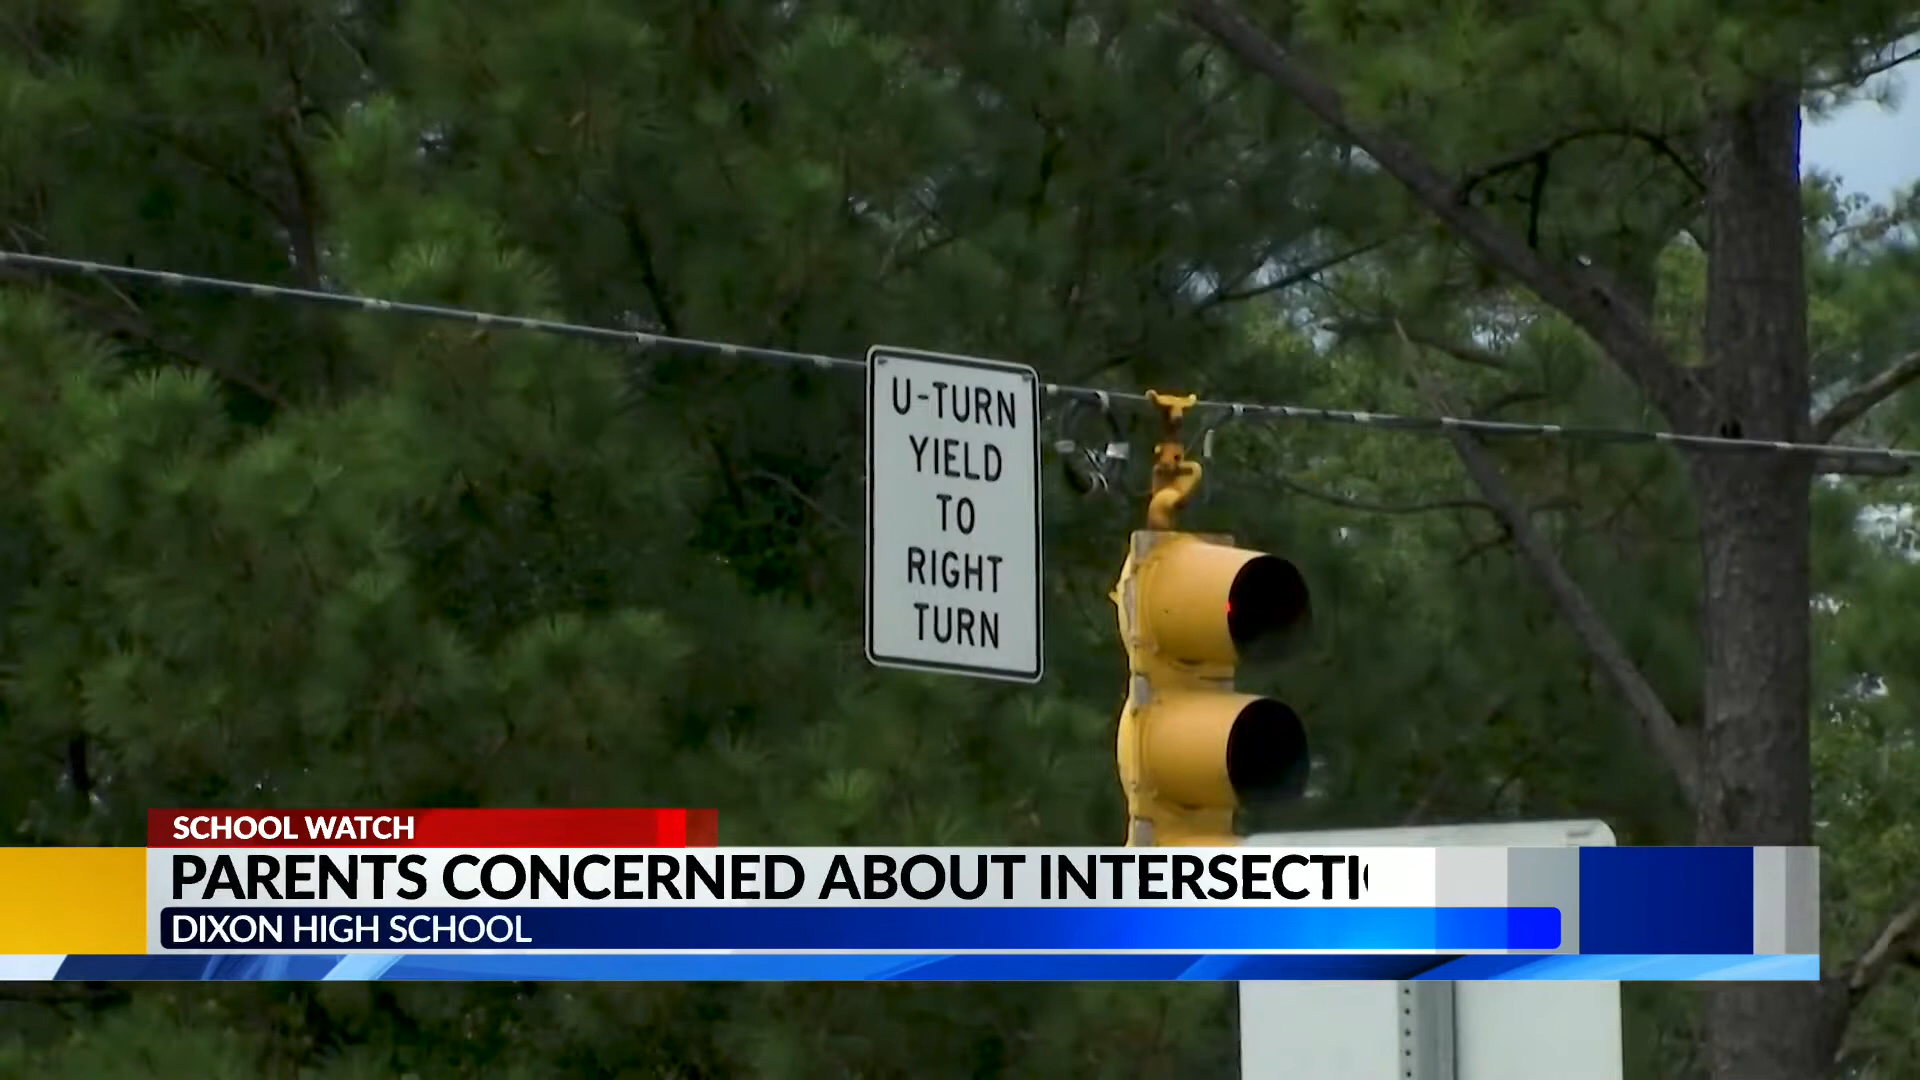 U-TURN
YIELD
TO
RIGHT
TURN
SCHOOL WATCH
PARENTS CONCERNED ABOUT INTERSECTI
DIXON HIGH SCHOOL